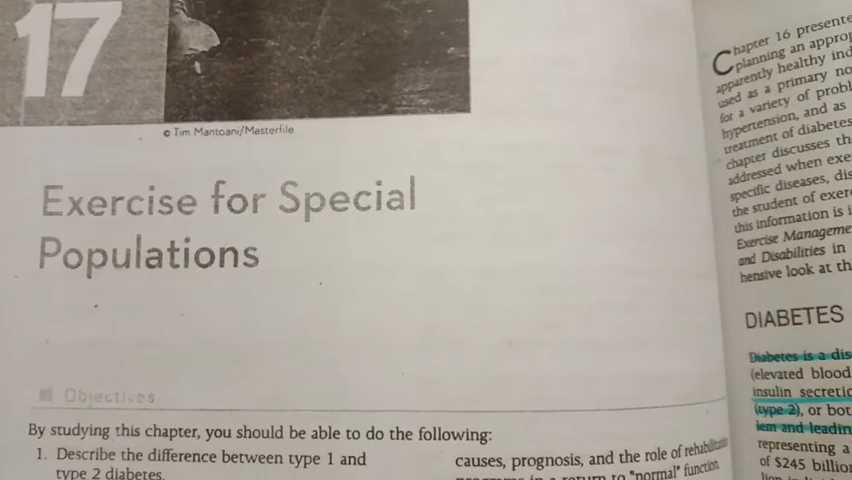 17
© Tim Mantoani/Masterfile
Exercise for Special
Populations
Objectives
By studying this chapter, you should be able to do the following:
1. Describe the difference between type 1 and
type 2 diabetes.
causes, prognosis, and the role of rehabilitation
programs in a return to "normal" function
Chapter 16 presente
planning an approp
apparently healthy ind
used as a primary no
for a variety of probl
hypertension, and as
treatment of diabetes
chapter discusses th
addressed when exe
specific diseases, dis
the student of exer
this information is i
Exercise Manageme
and Disabilities in
hensive look at th
DIABETES
Diabetes is a dis
(elevated blood
insulin secretio
(type 2), or bot
lem and leadin
representing a
of $245 billion